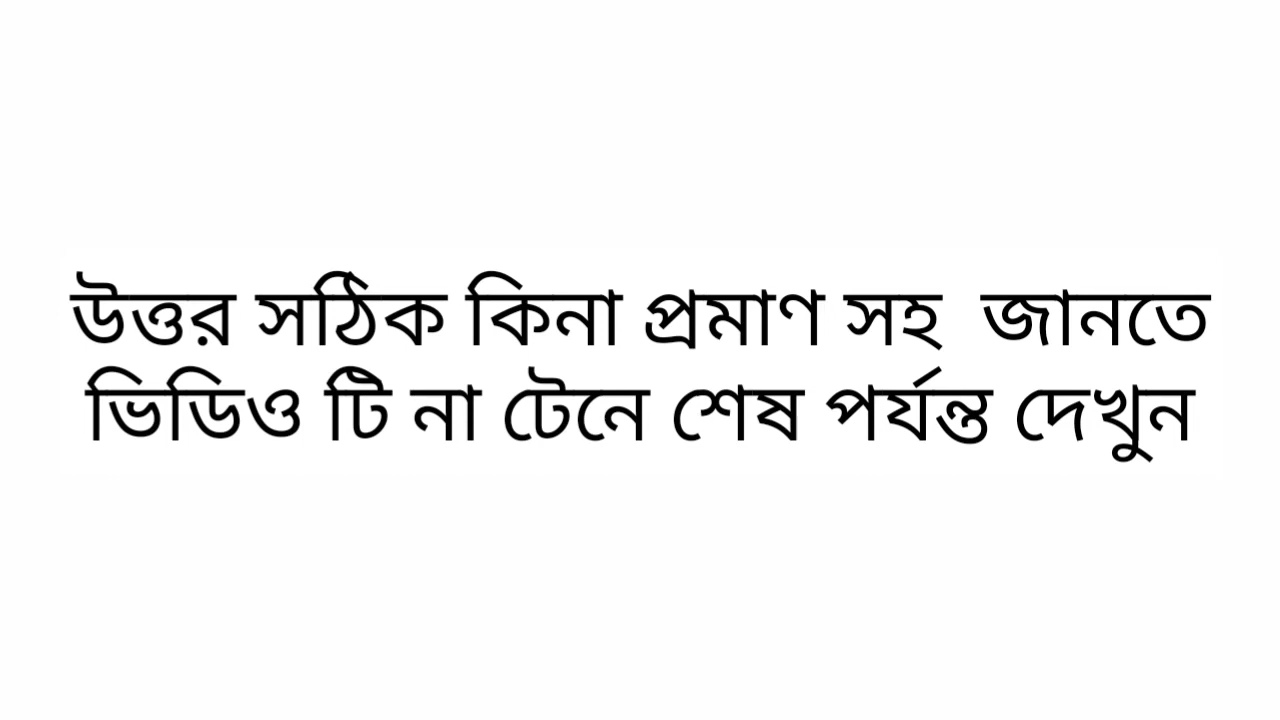 উত্তর সঠিক কিনা প্রমাণ সহ জানতে
ভিডিও টি না টেনে শেষ পর্যন্ত দেখুন